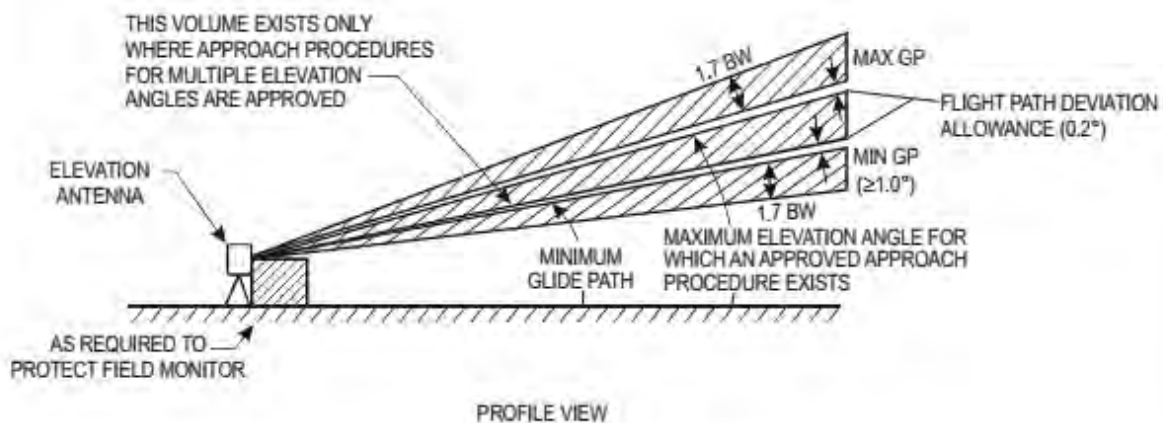 THIS VOLUME EXISTS ONLY
WHERE APPROACH PROCEDURES
FOR MULTIPLE ELEVATION
ANGLES ARE APPROVED
1.7 BW
MAX GP
FLIGHT PATH DEVIATION
ALLOWANCE (0.2°)
ELEVATION
ANTENNA
MIN GP
(≥1.0°)
1.7 BW
MINIMUM
GLIDE PATH
MAXIMUM ELEVATION ANGLE FOR
WHICH AN APPROVED APPROACH
PROCEDURE EXISTS
AS REQUIRED TO
PROTECT FIELD MONITOR
PROFILE VIEW